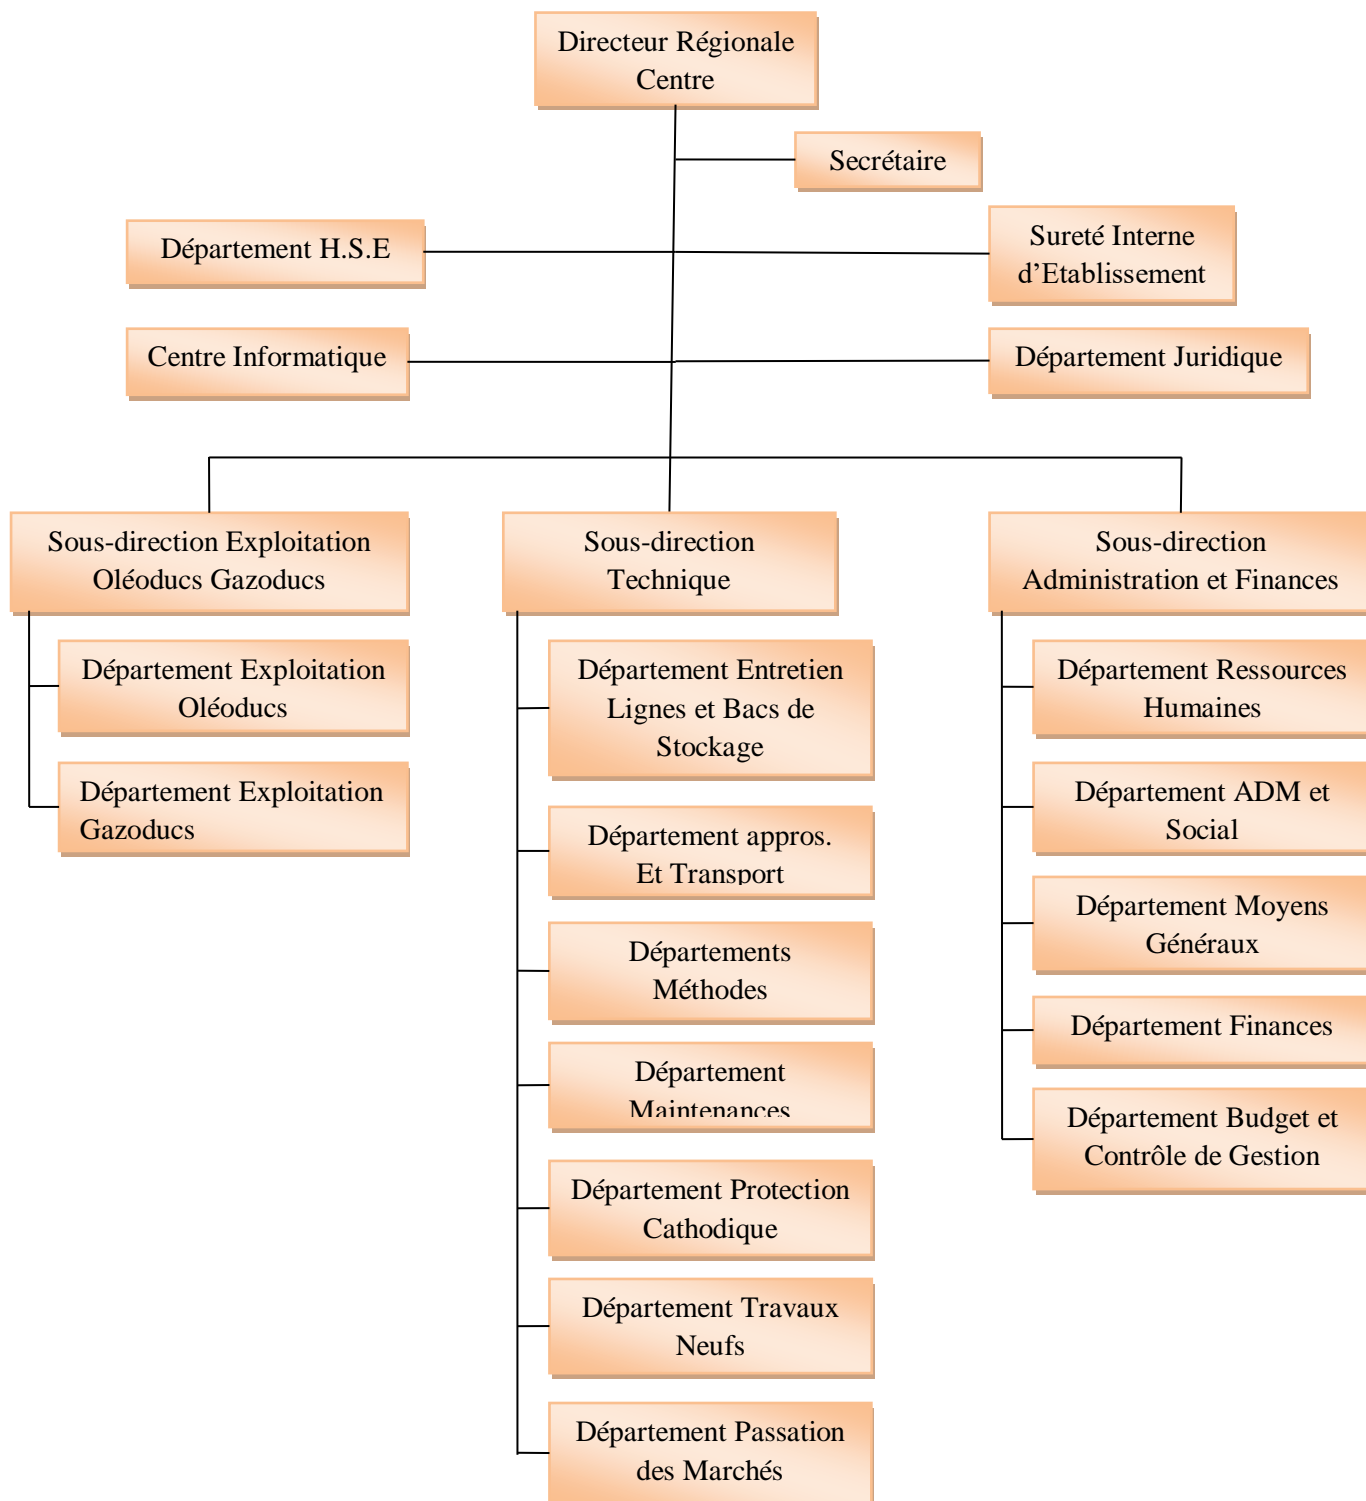 Directeur Régionale
Centre
Secrétaire
Département H.S.E
Sureté Interne
d’Etablissement
Centre Informatique
Département Juridique
Sous-direction Exploitation
Oléoducs Gazoducs
Département Exploitation
Oléoducs
Département Exploitation
Gazoducs
Sous-direction
Technique
Département Entretien
Lignes et Bacs de
Stockage
Département appros.
Et Transport
Départements
Méthodes
Département
Maintenances
Département Protection
Cathodique
Département Travaux
Neufs
Département Passation
des Marchés
Sous-direction
Administration et Finances
Département Ressources
Humaines
Département ADM et
Social
Département Moyens
Généraux
Département Finances
Département Budget et
Contrôle de Gestion